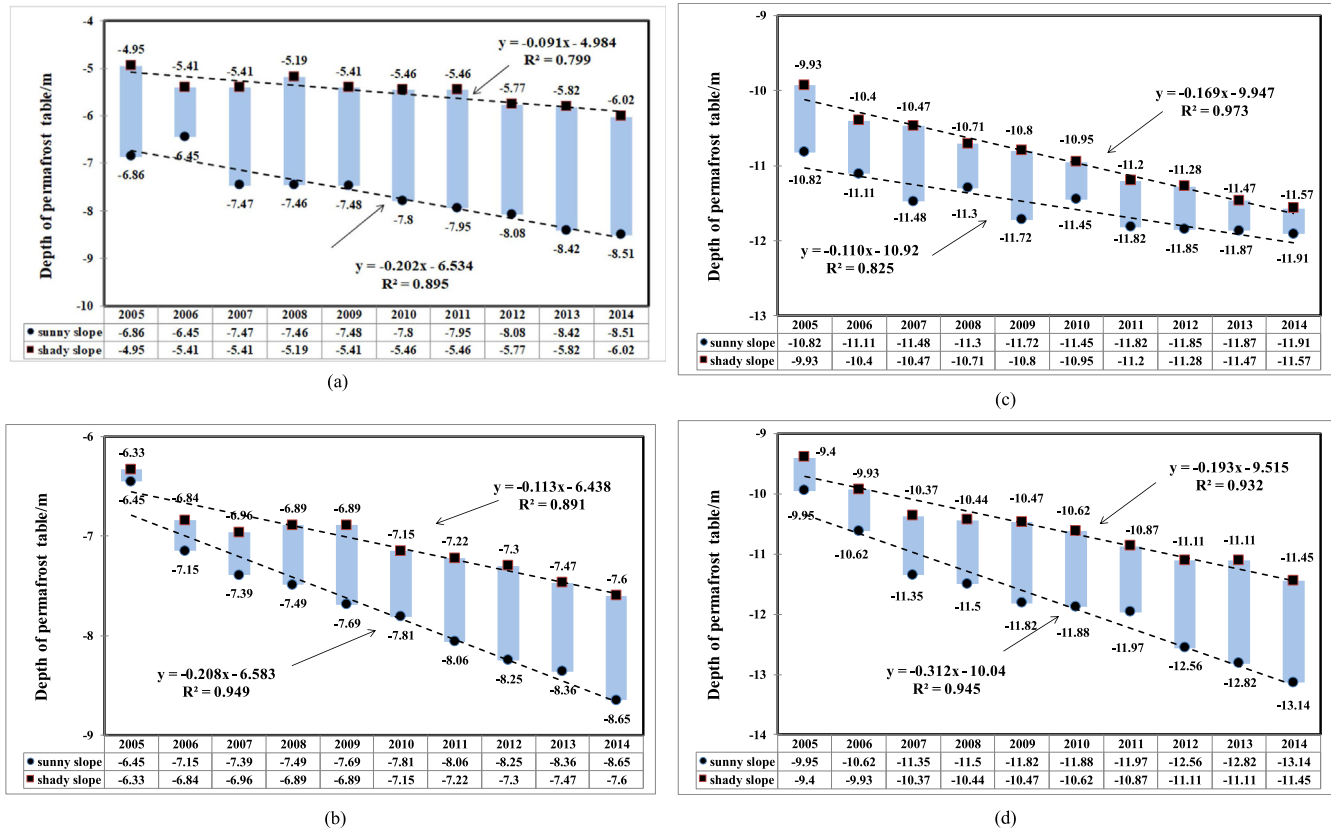 Depth of permafrost table/m
-4
-5
-6
-7
-8
-9
-10
y = -0.091x - 4.984
R² = 0.799
-4.95
-5.41
-5.41
-5.19
-5.41
-5.46
-5.46
-5.77
-5.82
-6.02
-6.86
-6.45
-7.47
-7.46
-7.48
-7.8
-7.95
-8.08
-8.42
-8.51
y = -0.202x - 6.534
R² = 0.895
2005 2006 2007 2008 2009 2010 2011 2012 2013 2014
sunny slope -6.86 -6.45 -7.47 -7.46 -7.48 -7.8 -7.95 -8.08 -8.42 -8.51
shady slope -4.95 -5.41 -5.41 -5.19 -5.41 -5.46 -5.46 -5.77 -5.82 -6.02
(a)
Depth of permafrost table/m
-9
-10
-11
-12
-13
y = -0.169x - 9.947
R² = 0.973
-9.93
-10.4
-10.47
-10.71
-10.8
-10.95
-11.2
-11.28
-11.47
-11.57
-10.82
-11.11
-11.48
-11.3
-11.72
-11.45
-11.82
-11.85
-11.87
-11.91
y = -0.110x - 10.92
R² = 0.825
2005 2006 2007 2008 2009 2010 2011 2012 2013 2014
sunny slope -10.82 -11.11 -11.48 -11.3 -11.72 -11.45 -11.82 -11.85 -11.87 -11.91
shady slope -9.93 -10.4 -10.47 -10.71 -10.8 -10.95 -11.2 -11.28 -11.47 -11.57
(c)
Depth of permafrost table/m
-6
-7
-8
-9
y = -0.113x - 6.438
R² = 0.891
-6.33
-6.84
-6.96
-6.89
-6.89
-7.15
-7.22
-7.3
-7.47
-7.6
-6.45
-7.15
-7.39
-7.49
-7.69
-7.81
-8.06
-8.25
-8.36
-8.65
y = -0.208x - 6.583
R² = 0.949
2005 2006 2007 2008 2009 2010 2011 2012 2013 2014
sunny slope -6.45 -7.15 -7.39 -7.49 -7.69 -7.81 -8.06 -8.25 -8.36 -8.65
shady slope -6.33 -6.84 -6.96 -6.89 -6.89 -7.15 -7.22 -7.3 -7.47 -7.6
(b)
Depth of permafrost table/m
-9
-10
-11
-12
-13
-14
y = -0.193x - 9.515
R² = 0.932
-9.4
-9.93
-10.37
-10.44
-10.47
-10.62
-10.87
-11.11
-11.11
-11.45
-9.95
-10.62
-11.35
-11.5
-11.82
-11.88
-11.97
-12.56
-12.82
-13.14
y = -0.312x - 10.04
R² = 0.945
2005 2006 2007 2008 2009 2010 2011 2012 2013 2014
sunny slope -9.95 -10.62 -11.35 -11.5 -11.82 -11.88 -11.97 -12.56 -12.82 -13.14
shady slope -9.4 -9.93 -10.37 -10.44 -10.47 -10.62 -10.87 -11.11 -11.11 -11.45
(d)